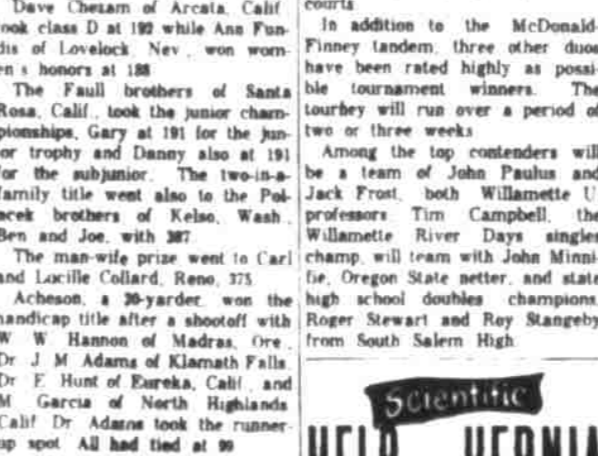 Dave Chezam of Arcata, Calif
ook class D at 192 while Ann Fun-
dis of Lovelock, Nev, won wom-
en s honors at 188
The Faull brothers of Santa
Rosa, Calif., took the junior cham-
pionships, Gary at 191 for the jun-
or trophy and Danny also at 191
for the subjunior. The two-in-a-
family title went also to the Pol-
acek brothers of Kelso, Wash.
Ben and Joe, with 387
The man-wife prize went to Carl
and Lucille Collard, Reno, 375
Acheson, a 20-yarder won the
handicap title after a shootoff with
W W Hannon of Madras, Ore.
Dr J M Adams of Klamath Falls.
Dr E Hunt of Eureka, Calif, and
M Garcia of North Highlands
Calif Dr Adams took the runner-
up spot All had tied at 99
courts
In addition to the McDonald-
Finney tandem, three other duos
have been rated highly as possi-
ble tournament winners. The
tourney will run over a period of
two or three weeks
Among the top contenders will
be a team of John Paulus and
Jack Frost, both Willamette U
professors Tim Campbell, the
Willamette River Days singles
champ, will team with John Minni-
fie, Oregon State netter, and state
high school doubles champions
Roger Stewart and Roy Stangeby
from South Salem High
Scientific
HELP HERNIA